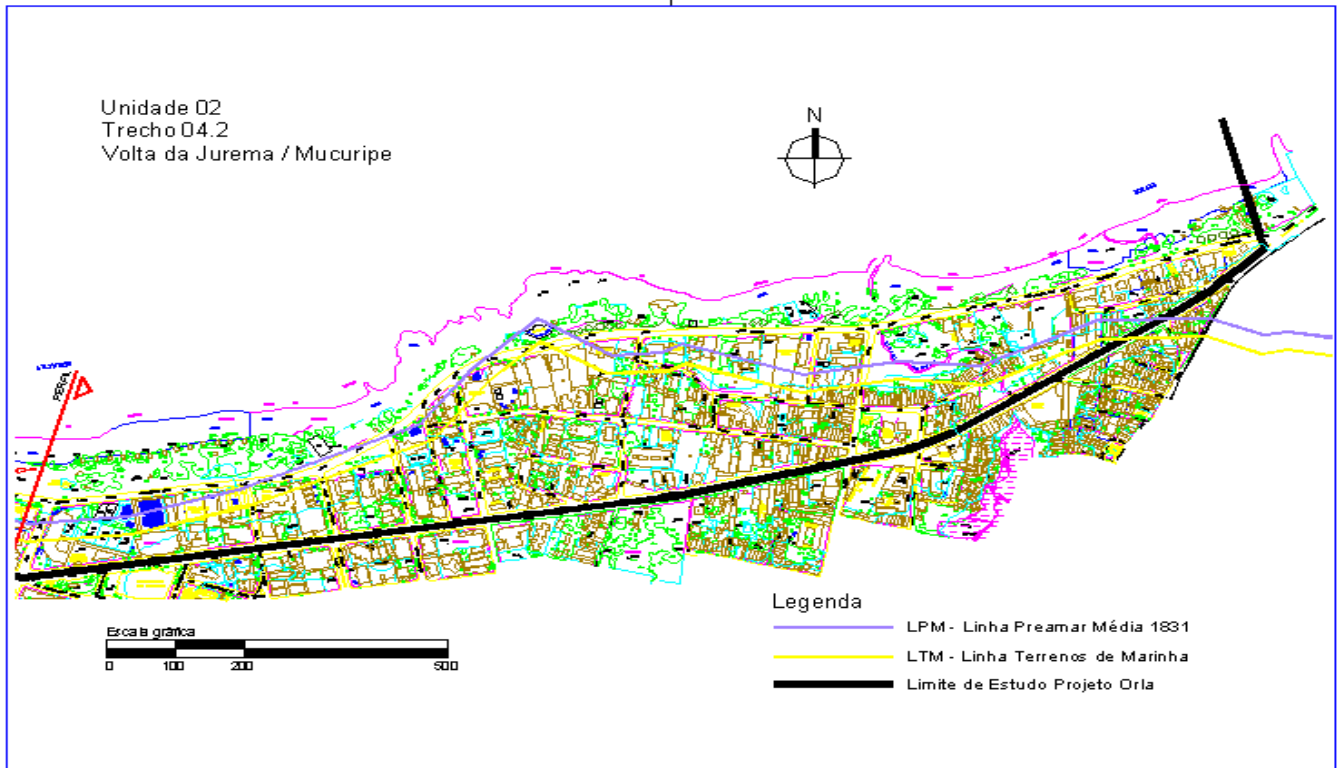 Unidade 02
Trecho 04.2
Volta da Jurema / Mucuripe
N
PERFIL
Escala gráfica
0 100 200 500
Legenda
LPM - Linha Preamar Média 1831
LTM - Linha Terrenos de Marinha
Limite de Estudo Projeto Orla